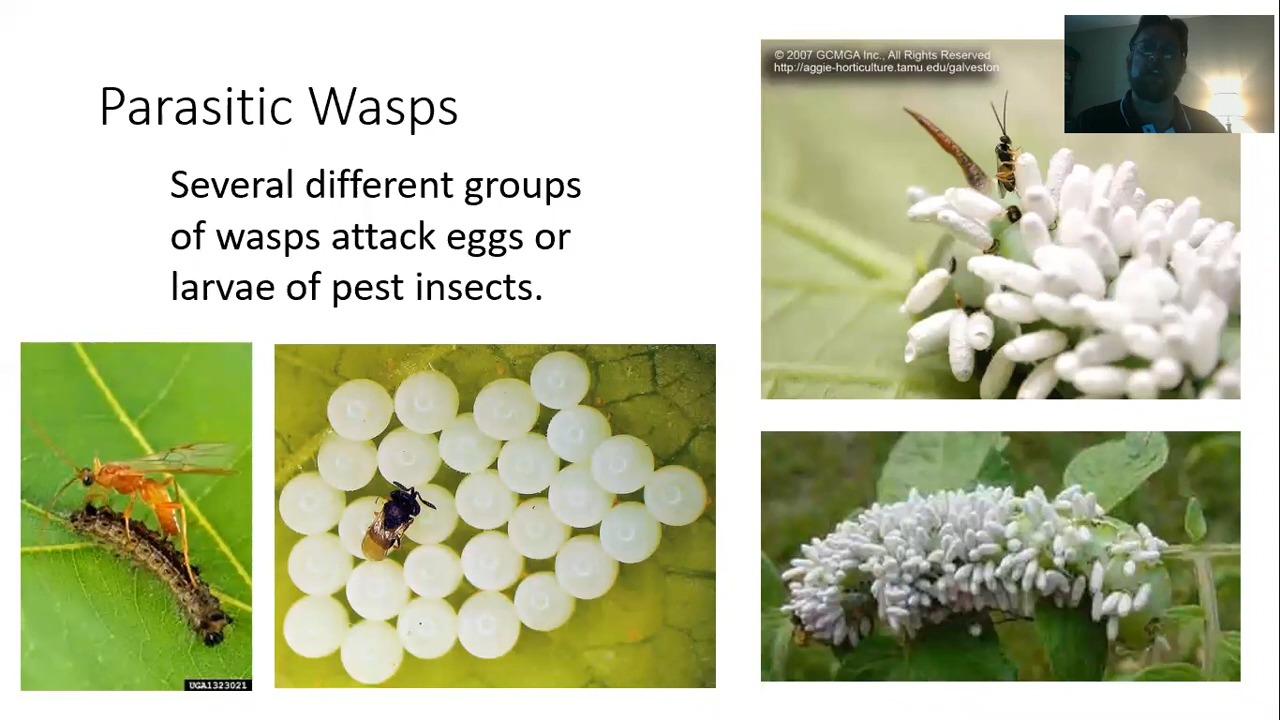 Parasitic Wasps
Several different groups
of wasps attack eggs or
larvae of pest insects.
© 2007 GCMGA Inc., All Rights Reserved
http://aggie-horticulture.tamu.edu/galveston
UGA1323021